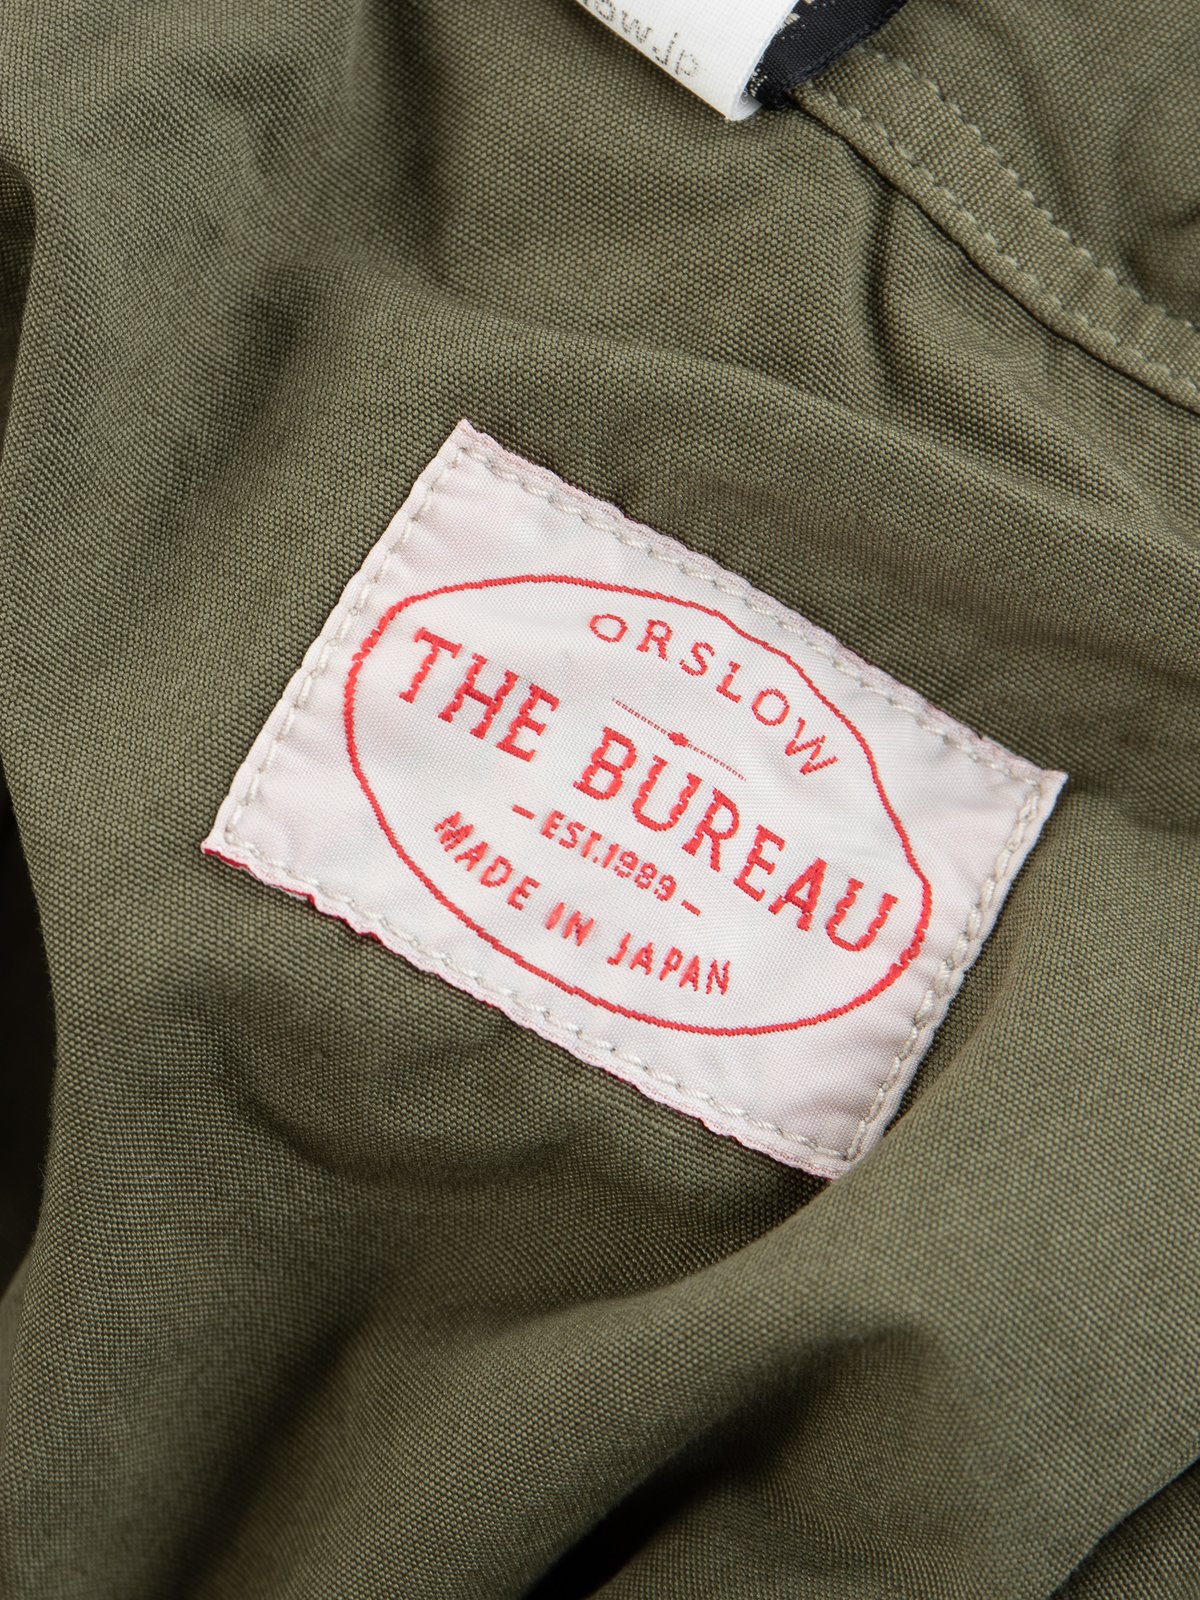 ORSLOW
THE BUREAU
-EST.1989-
MADE IN JAPAN